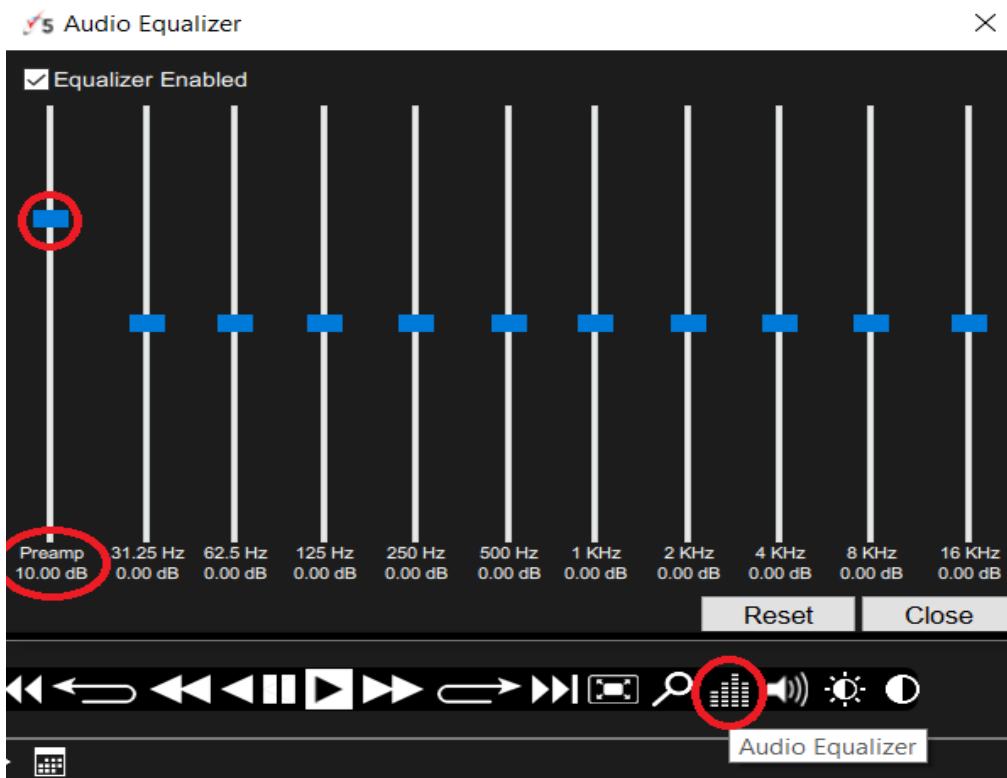 5 Audio Equalizer
Equalizer Enabled
Preamp 31.25 Hz 62.5 Hz 125 Hz 250 Hz 500 Hz 1 KHz 2 KHz 4 KHz 8 KHz 16 KHz
10.00 dB 0.00 dB 0.00 dB 0.00 dB 0.00 dB 0.00 dB 0.00 dB 0.00 dB 0.00 dB 0.00 dB 0.00 dB
Reset Close
Audio Equalizer